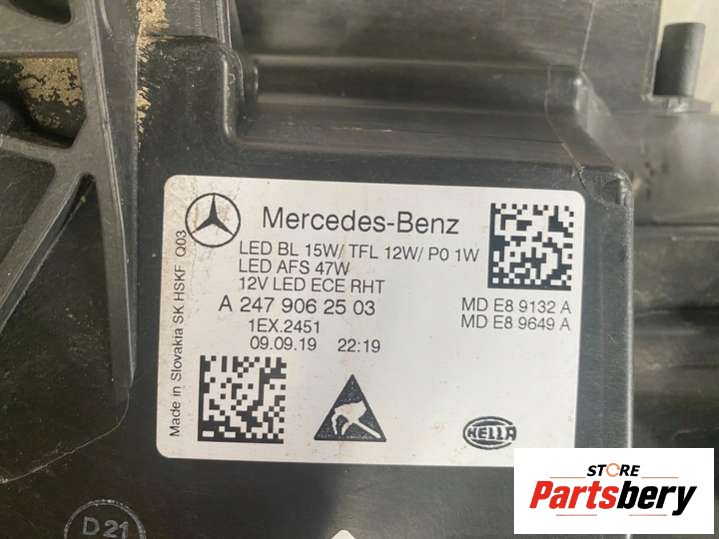 Mercedes-Benz
LED BL 15W/ TFL 12W/ P0 1W
LED AFS 47W
12V LED ECE RHT
A 247 906 25 03
1EX.2451
09.09.19 22:19
MD E8 9132 A
MD E8 9649 A
Made in Slovakia SK HSKF Q03
HELLA
D 21
STORE
Partsbery